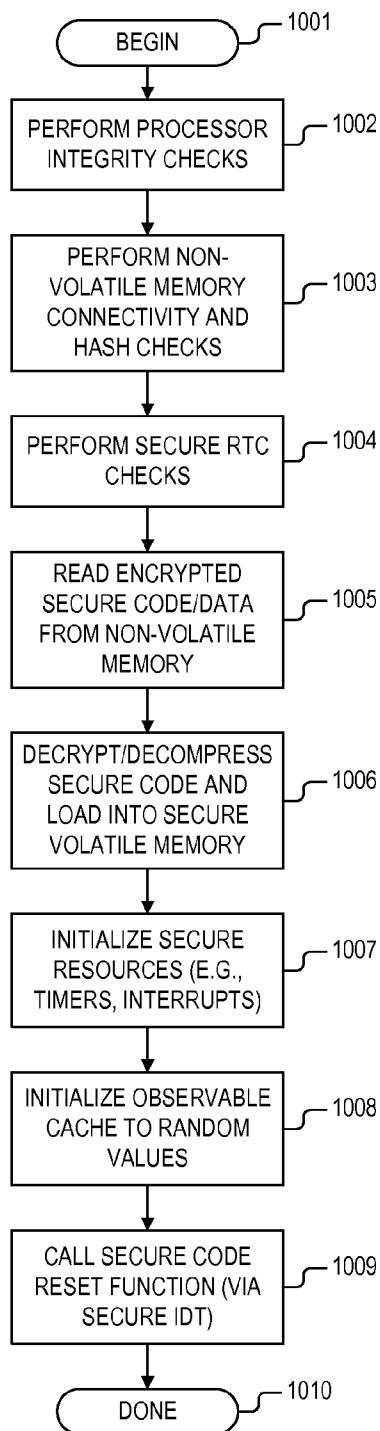 BEGIN
1001
PERFORM PROCESSOR
INTEGRITY CHECKS
1002
PERFORM NON-
VOLATILE MEMORY
CONNECTIVITY AND
HASH CHECKS
1003
PERFORM SECURE RTC
CHECKS
1004
READ ENCRYPTED
SECURE CODE/DATA
FROM NON-VOLATILE
MEMORY
1005
DECRYPT/DECOMPRESS
SECURE CODE AND
LOAD INTO SECURE
VOLATILE MEMORY
1006
INITIALIZE SECURE
RESOURCES (E.G.,
TIMERS, INTERRUPTS)
1007
INITIALIZE OBSERVABLE
CACHE TO RANDOM
VALUES
1008
CALL SECURE CODE
RESET FUNCTION (VIA
SECURE IDT)
1009
DONE
1010